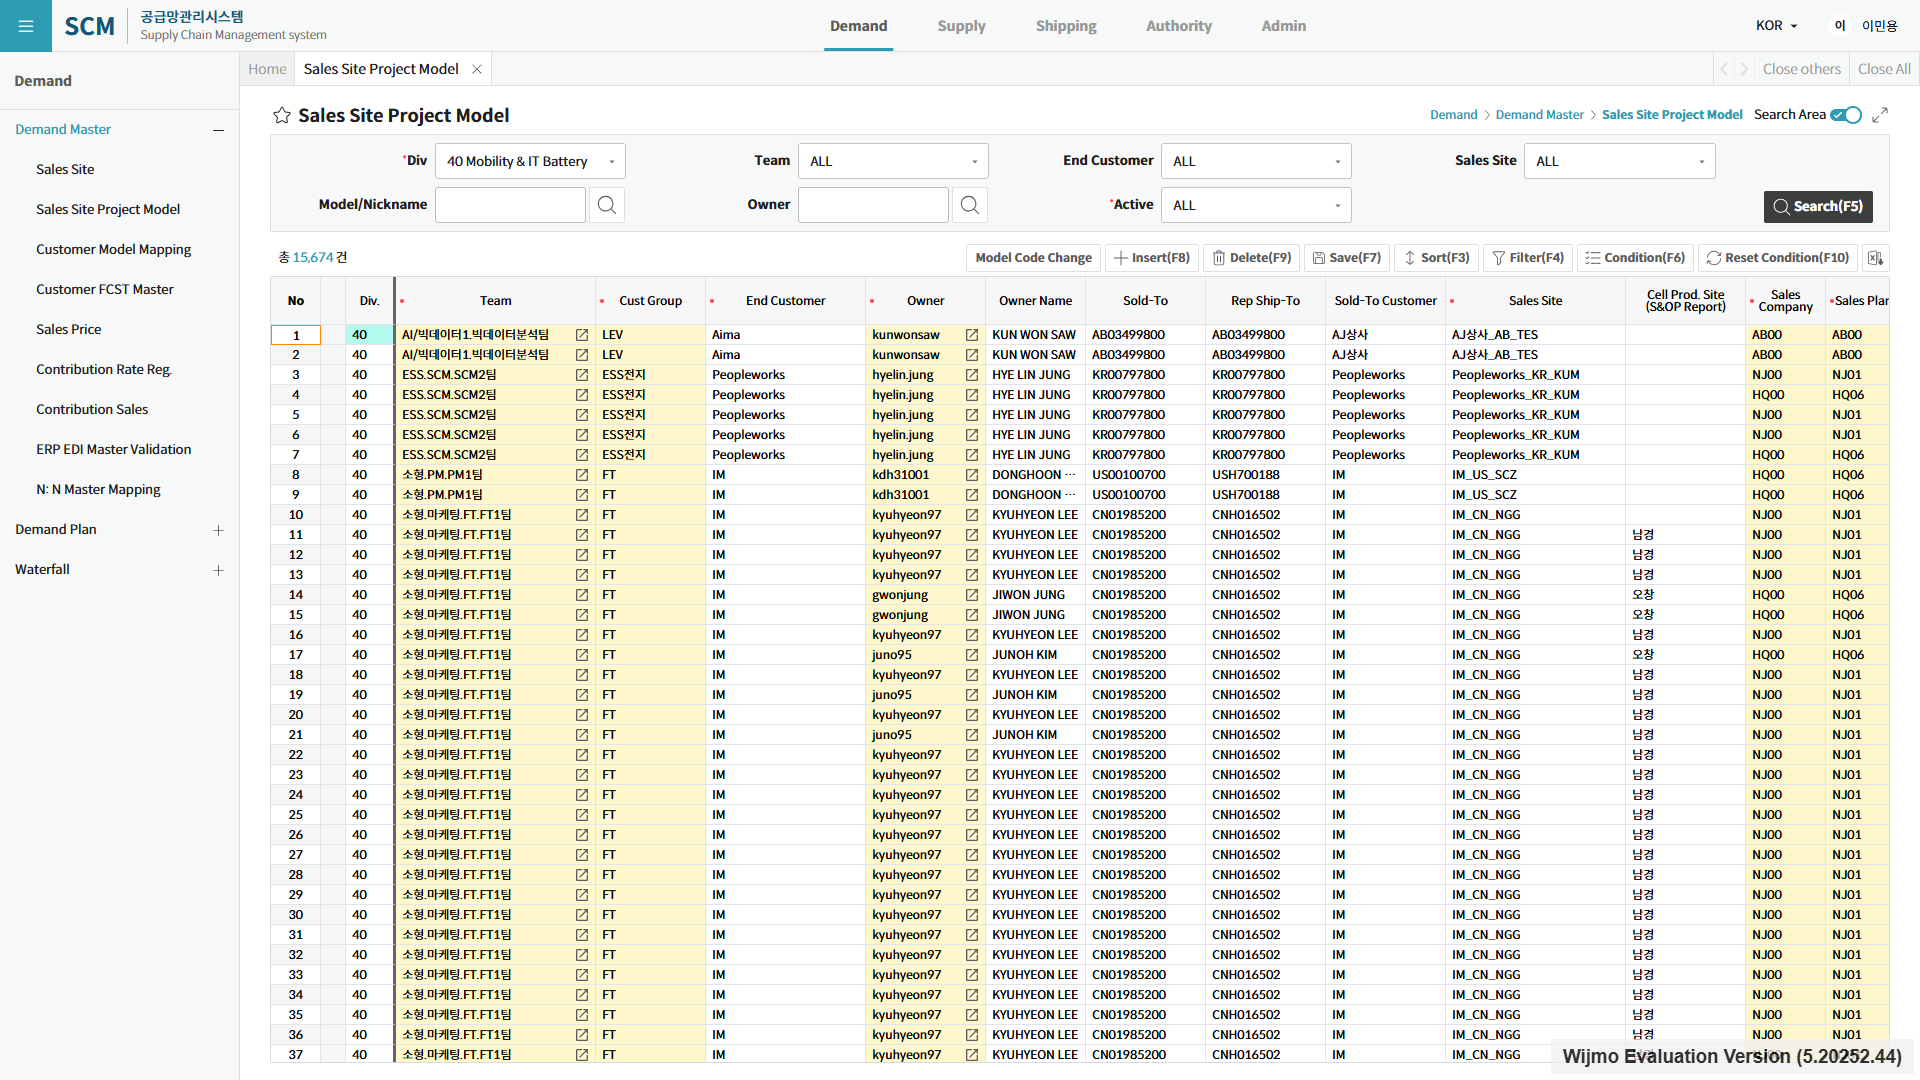 SCM
공급망관리시스템
Supply Chain Management system
Demand Supply Shipping Authority Admin
KOR 이 이민용
Demand
Home Sales Site Project Model Close others Close All
Demand Master
Sales Site
Sales Site Project Model
Customer Model Mapping
Customer FCST Master
Sales Price
Contribution Rate Reg.
Contribution Sales
ERP EDI Master Validation
N: N Master Mapping
Demand Plan
Waterfall
Sales Site Project Model
Demand > Demand Master > Sales Site Project Model Search Area
*Div 40 Mobility & IT Battery Team ALL End Customer ALL Sales Site ALL
Model/Nickname Owner *Active ALL Search(F5)
총 15,674 건
Model Code Change Insert(F8) Delete(F9) Save(F7) Sort(F3) Filter(F4) Condition(F6) Reset Condition(F10)
No Div. Team Cust Group End Customer Owner Owner Name Sold-To Rep Ship-To Sold-To Customer Sales Site Cell Prod. Site (S&OP Report) Sales Company Sales Plan
1 40 AI/빅데이터1.빅데이터분석팀 LEV Aima kunwonsaw KUN WON SAW AB03499800 AB03499800 AJ상사 AJ상사_AB_TES AB00 AB00
2 40 AI/빅데이터1.빅데이터분석팀 LEV Aima kunwonsaw KUN WON SAW AB03499800 AB03499800 AJ상사 AJ상사_AB_TES AB00 AB00
3 40 ESS.SCM.SCM2팀 ESS전지 Peopleworks hyelin.jung HYE LIN JUNG KR00797800 KR00797800 Peopleworks Peopleworks_KR_KUM NJ00 NJ01
4 40 ESS.SCM.SCM2팀 ESS전지 Peopleworks hyelin.jung HYE LIN JUNG KR00797800 KR00797800 Peopleworks Peopleworks_KR_KUM HQ00 HQ06
5 40 ESS.SCM.SCM2팀 ESS전지 Peopleworks hyelin.jung HYE LIN JUNG KR00797800 KR00797800 Peopleworks Peopleworks_KR_KUM NJ00 NJ01
6 40 ESS.SCM.SCM2팀 ESS전지 Peopleworks hyelin.jung HYE LIN JUNG KR00797800 KR00797800 Peopleworks Peopleworks_KR_KUM NJ00 NJ01
7 40 ESS.SCM.SCM2팀 ESS전지 Peopleworks hyelin.jung HYE LIN JUNG KR00797800 KR00797800 Peopleworks Peopleworks_KR_KUM HQ00 HQ06
8 40 소형.PM.PM1팀 FT IM kdh31001 DONGHOON ··· US00100700 USH700188 IM IM_US_SCZ HQ00 HQ06
9 40 소형.PM.PM1팀 FT IM kdh31001 DONGHOON ··· US00100700 USH700188 IM IM_US_SCZ HQ00 HQ06
10 40 소형.마케팅.FT.FT1팀 FT IM kyuhyeon97 KYUHYEON LEE CN01985200 CNH016502 IM IM_CN_NGG NJ00 NJ01
11 40 소형.마케팅.FT.FT1팀 FT IM kyuhyeon97 KYUHYEON LEE CN01985200 CNH016502 IM IM_CN_NGG 남경 NJ00 NJ01
12 40 소형.마케팅.FT.FT1팀 FT IM kyuhyeon97 KYUHYEON LEE CN01985200 CNH016502 IM IM_CN_NGG 남경 NJ00 NJ01
13 40 소형.마케팅.FT.FT1팀 FT IM kyuhyeon97 KYUHYEON LEE CN01985200 CNH016502 IM IM_CN_NGG 남경 NJ00 NJ01
14 40 소형.마케팅.FT.FT1팀 FT IM gwonjung JIWON JUNG CN01985200 CNH016502 IM IM_CN_NGG 오창 HQ00 HQ06
15 40 소형.마케팅.FT.FT1팀 FT IM gwonjung JIWON JUNG CN01985200 CNH016502 IM IM_CN_NGG 오창 HQ00 HQ06
16 40 소형.마케팅.FT.FT1팀 FT IM kyuhyeon97 KYUHYEON LEE CN01985200 CNH016502 IM IM_CN_NGG 남경 NJ00 NJ01
17 40 소형.마케팅.FT.FT1팀 FT IM juno95 JUNOH KIM CN01985200 CNH016502 IM IM_CN_NGG 오창 HQ00 HQ06
18 40 소형.마케팅.FT.FT1팀 FT IM kyuhyeon97 KYUHYEON LEE CN01985200 CNH016502 IM IM_CN_NGG 남경 NJ00 NJ01
19 40 소형.마케팅.FT.FT1팀 FT IM juno95 JUNOH KIM CN01985200 CNH016502 IM IM_CN_NGG 남경 NJ00 NJ01
20 40 소형.마케팅.FT.FT1팀 FT IM kyuhyeon97 KYUHYEON LEE CN01985200 CNH016502 IM IM_CN_NGG 남경 NJ00 NJ01
21 40 소형.마케팅.FT.FT1팀 FT IM juno95 JUNOH KIM CN01985200 CNH016502 IM IM_CN_NGG 남경 NJ00 NJ01
22 40 소형.마케팅.FT.FT1팀 FT IM kyuhyeon97 KYUHYEON LEE CN01985200 CNH016502 IM IM_CN_NGG 남경 NJ00 NJ01
23 40 소형.마케팅.FT.FT1팀 FT IM kyuhyeon97 KYUHYEON LEE CN01985200 CNH016502 IM IM_CN_NGG 남경 NJ00 NJ01
24 40 소형.마케팅.FT.FT1팀 FT IM kyuhyeon97 KYUHYEON LEE CN01985200 CNH016502 IM IM_CN_NGG 남경 NJ00 NJ01
25 40 소형.마케팅.FT.FT1팀 FT IM kyuhyeon97 KYUHYEON LEE CN01985200 CNH016502 IM IM_CN_NGG 남경 NJ00 NJ01
26 40 소형.마케팅.FT.FT1팀 FT IM kyuhyeon97 KYUHYEON LEE CN01985200 CNH016502 IM IM_CN_NGG 남경 NJ00 NJ01
27 40 소형.마케팅.FT.FT1팀 FT IM kyuhyeon97 KYUHYEON LEE CN01985200 CNH016502 IM IM_CN_NGG 남경 NJ00 NJ01
28 40 소형.마케팅.FT.FT1팀 FT IM kyuhyeon97 KYUHYEON LEE CN01985200 CNH016502 IM IM_CN_NGG 남경 NJ00 NJ01
29 40 소형.마케팅.FT.FT1팀 FT IM kyuhyeon97 KYUHYEON LEE CN01985200 CNH016502 IM IM_CN_NGG 남경 NJ00 NJ01
30 40 소형.마케팅.FT.FT1팀 FT IM kyuhyeon97 KYUHYEON LEE CN01985200 CNH016502 IM IM_CN_NGG 남경 NJ00 NJ01
31 40 소형.마케팅.FT.FT1팀 FT IM kyuhyeon97 KYUHYEON LEE CN01985200 CNH016502 IM IM_CN_NGG 남경 NJ00 NJ01
32 40 소형.마케팅.FT.FT1팀 FT IM kyuhyeon97 KYUHYEON LEE CN01985200 CNH016502 IM IM_CN_NGG 남경 NJ00 NJ01
33 40 소형.마케팅.FT.FT1팀 FT IM kyuhyeon97 KYUHYEON LEE CN01985200 CNH016502 IM IM_CN_NGG 남경 NJ00 NJ01
34 40 소형.마케팅.FT.FT1팀 FT IM kyuhyeon97 KYUHYEON LEE CN01985200 CNH016502 IM IM_CN_NGG 남경 NJ00 NJ01
35 40 소형.마케팅.FT.FT1팀 FT IM kyuhyeon97 KYUHYEON LEE CN01985200 CNH016502 IM IM_CN_NGG 남경 NJ00 NJ01
36 40 소형.마케팅.FT.FT1팀 FT IM kyuhyeon97 KYUHYEON LEE CN01985200 CNH016502 IM IM_CN_NGG 남경 NJ00 NJ01
37 40 소형.마케팅.FT.FT1팀 FT IM kyuhyeon97 KYUHYEON LEE CN01985200 CNH016502 IM IM_CN_NGG
Wijmo Evaluation Version (5.20252.44)